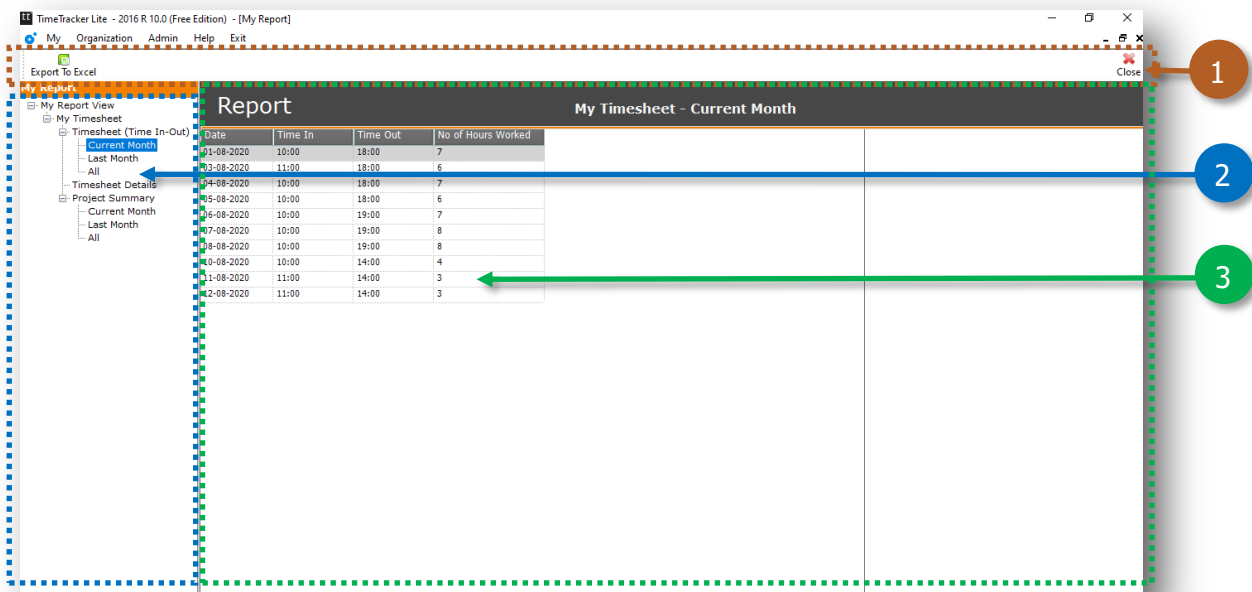 tt TimeTracker Lite - 2016 R 10.0 (Free Edition) - [My Report]
My Organization Admin Help Exit
Export To Excel Close
1
My Report
My Report View
My Timesheet
Timesheet (Time In-Out)
Current Month
Last Month
All
Timesheet Details
Project Summary
Current Month
Last Month
All
2
Report My Timesheet - Current Month
Date Time In Time Out No of Hours Worked
01-08-2020 10:00 18:00 7
03-08-2020 11:00 18:00 6
04-08-2020 10:00 18:00 7
05-08-2020 10:00 18:00 6
06-08-2020 10:00 19:00 7
07-08-2020 10:00 19:00 8
08-08-2020 10:00 19:00 8
10-08-2020 10:00 14:00 4
11-08-2020 11:00 14:00 3
12-08-2020 11:00 14:00 3
3